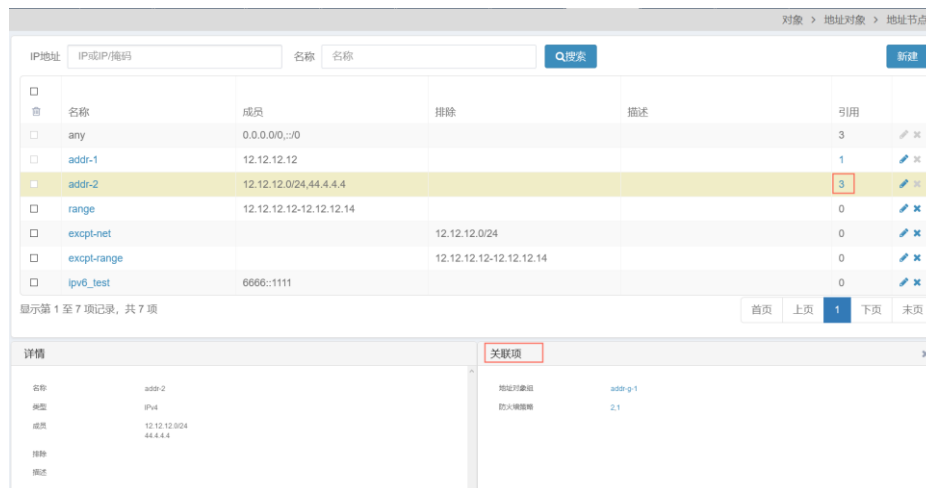 对象 > 地址对象 > 地址节点
IP地址 IP或IP/掩码 名称 名称 搜索 新建
名称 成员 排除 描述 引用
any 0.0.0.0/0,::/0 3
addr-1 12.12.12.12 1
addr-2 12.12.12.0/24,44.4.4.4 3
range 12.12.12.12-12.12.12.14 0
excpt-net 12.12.12.0/24 0
excpt-range 12.12.12.12-12.12.12.14 0
ipv6_test 6666::1111 0
显示第 1 至 7 项记录，共 7 项 首页 上页 1 下页 末页
详情 关联项
名称 addr-2 地址对象组 addr-g-1
类型 IPv4 防火墙策略 2,1
成员 12.12.12.0/24
44.4.4.4
排除
描述